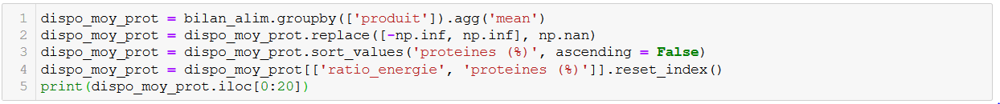 1 dispo_moy_prot = bilan_alim.groupby(['produit']).agg('mean')
2 dispo_moy_prot = dispo_moy_prot.replace([-np.inf, np.inf], np.nan)
3 dispo_moy_prot = dispo_moy_prot.sort_values('proteines (%)', ascending = False)
4 dispo_moy_prot = dispo_moy_prot[['ratio_energie', 'proteines (%)']].reset_index()
5 print(dispo_moy_prot.iloc[0:20])